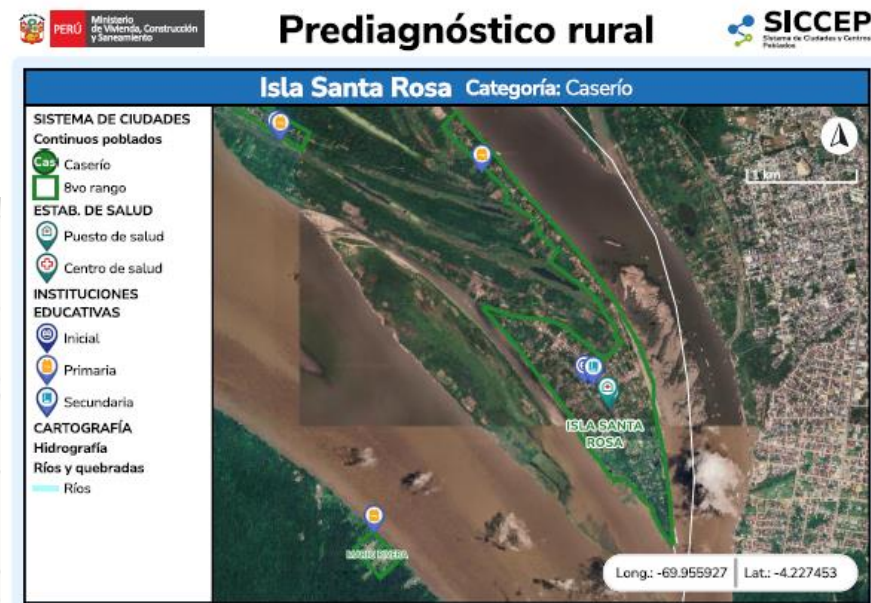 PERÚ
Ministerio
de Vivienda, Construcción
y Saneamiento
Prediagnóstico rural
SICCEP
Sistema de Ciudades y Centros
Poblados
Isla Santa Rosa Categoría: Caserío
SISTEMA DE CIUDADES
Continuos poblados
Cas Caserío
8vo rango
ESTAB. DE SALUD
Puesto de salud
Centro de salud
INSTITUCIONES
EDUCATIVAS
Inicial
Primaria
Secundaria
CARTOGRAFÍA
Hidrografía
Ríos y quebradas
Ríos
1 km
ISLA SANTA
ROSA
RIVERA
Long.: -69.955927 Lat.: -4.227453